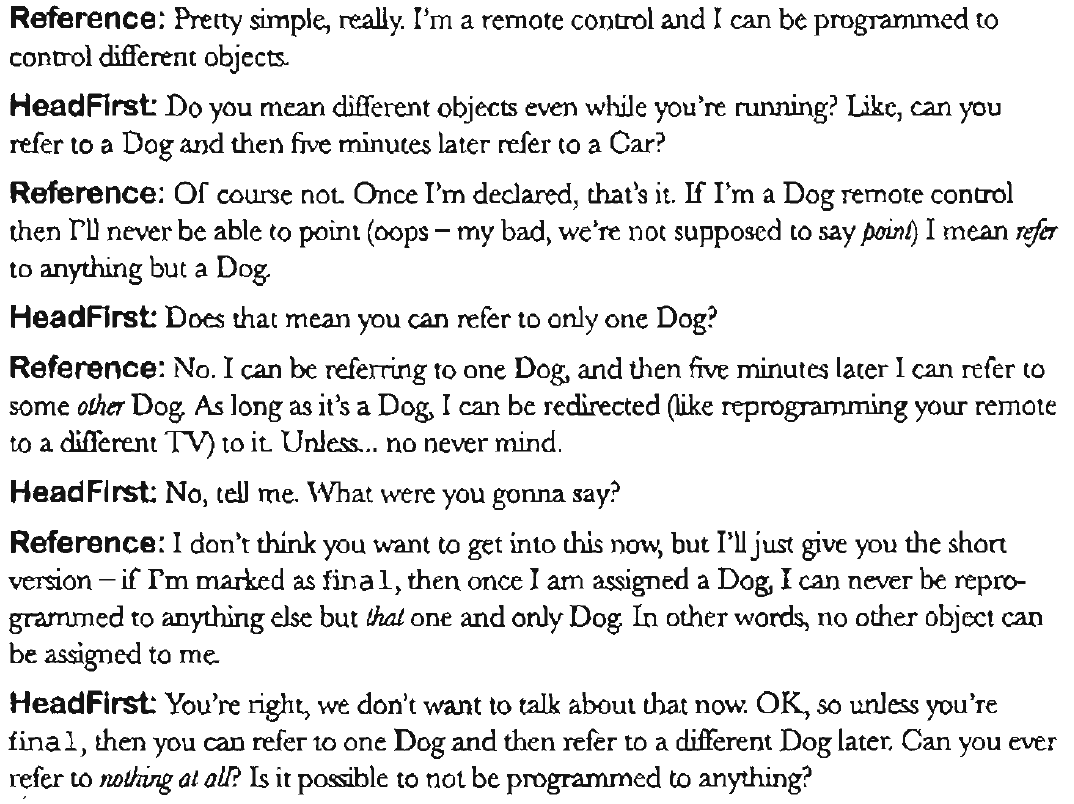 Reference: Pretty simple, really. I'm a remote control and I can be programmed to
control different objects.
HeadFirst: Do you mean different objects even while you're running? Like, can you
refer to a Dog and then five minutes later refer to a Car?
Reference: Of course not. Once I'm declared, that's it. If I'm a Dog remote control
then I'll never be able to point (oops – my bad, we're not supposed to say point) I mean refer
to anything but a Dog.
HeadFirst: Does that mean you can refer to only one Dog?
Reference: No. I can be referring to one Dog, and then five minutes later I can refer to
some other Dog. As long as it's a Dog, I can be redirected (like reprogramming your remote
to a different TV) to it. Unless... no never mind.
HeadFirst: No, tell me. What were you gonna say?
Reference: I don't think you want to get into this now, but I'll just give you the short
version – if I'm marked as final, then once I am assigned a Dog, I can never be repro-
grammed to anything else but that one and only Dog. In other words, no other object can
be assigned to me.
HeadFirst: You're right, we don't want to talk about that now. OK, so unless you're
final, then you can refer to one Dog and then refer to a different Dog later. Can you ever
refer to nothing at all? Is it possible to not be programmed to anything?